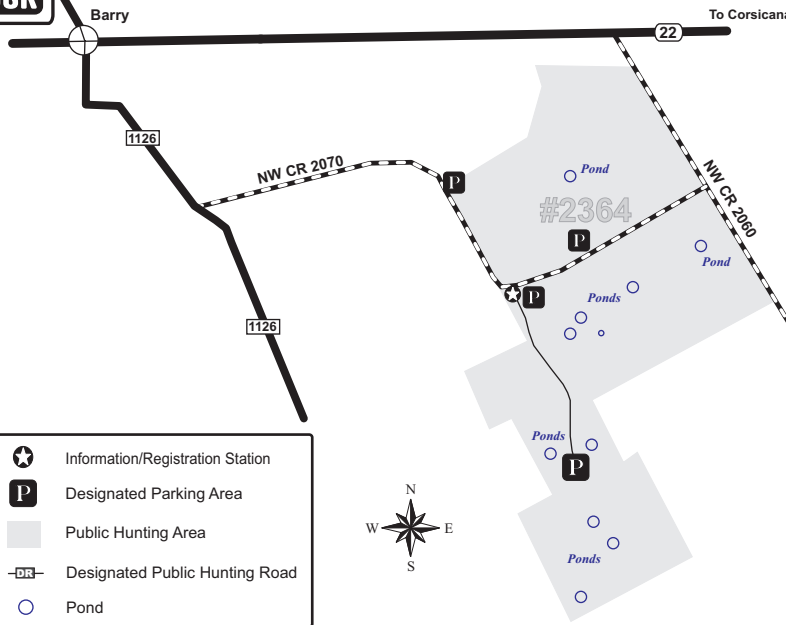 Barry
To Corsicana
22
1126
NW CR 2070
P
Pond
#2364
NW CR 2060
P
Pond
P
Ponds
1126
Ponds
P
Ponds
N
W E
S
Information/Registration Station
P Designated Parking Area
Public Hunting Area
DR Designated Public Hunting Road
Pond